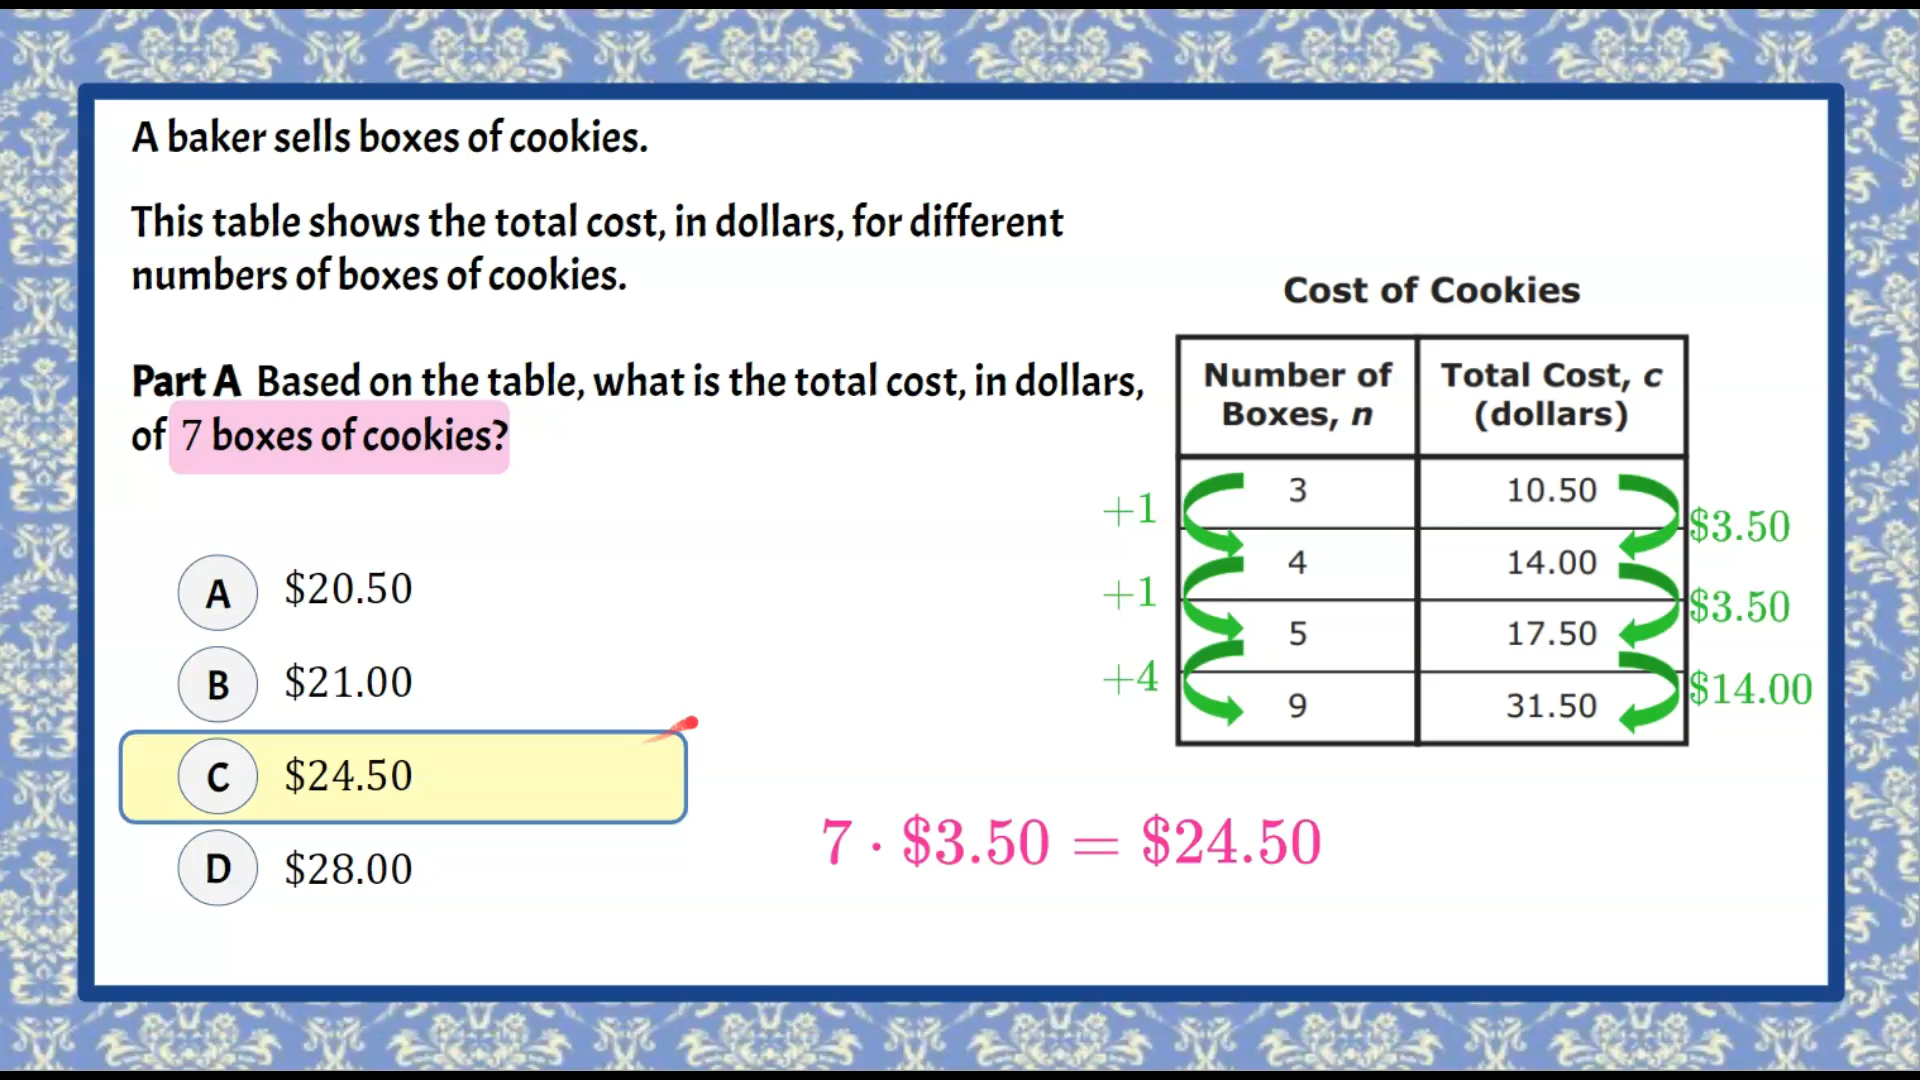 A baker sells boxes of cookies.
This table shows the total cost, in dollars, for different
numbers of boxes of cookies.
Part A Based on the table, what is the total cost, in dollars,
of 7 boxes of cookies?
A $20.50
B $21.00
C $24.50
D $28.00
Cost of Cookies
Number of Boxes, n
Total Cost, c (dollars)
3 10.50
+1 $3.50
4 14.00
+1 $3.50
5 17.50
+4 $14.00
9 31.50
7 · $3.50 = $24.50